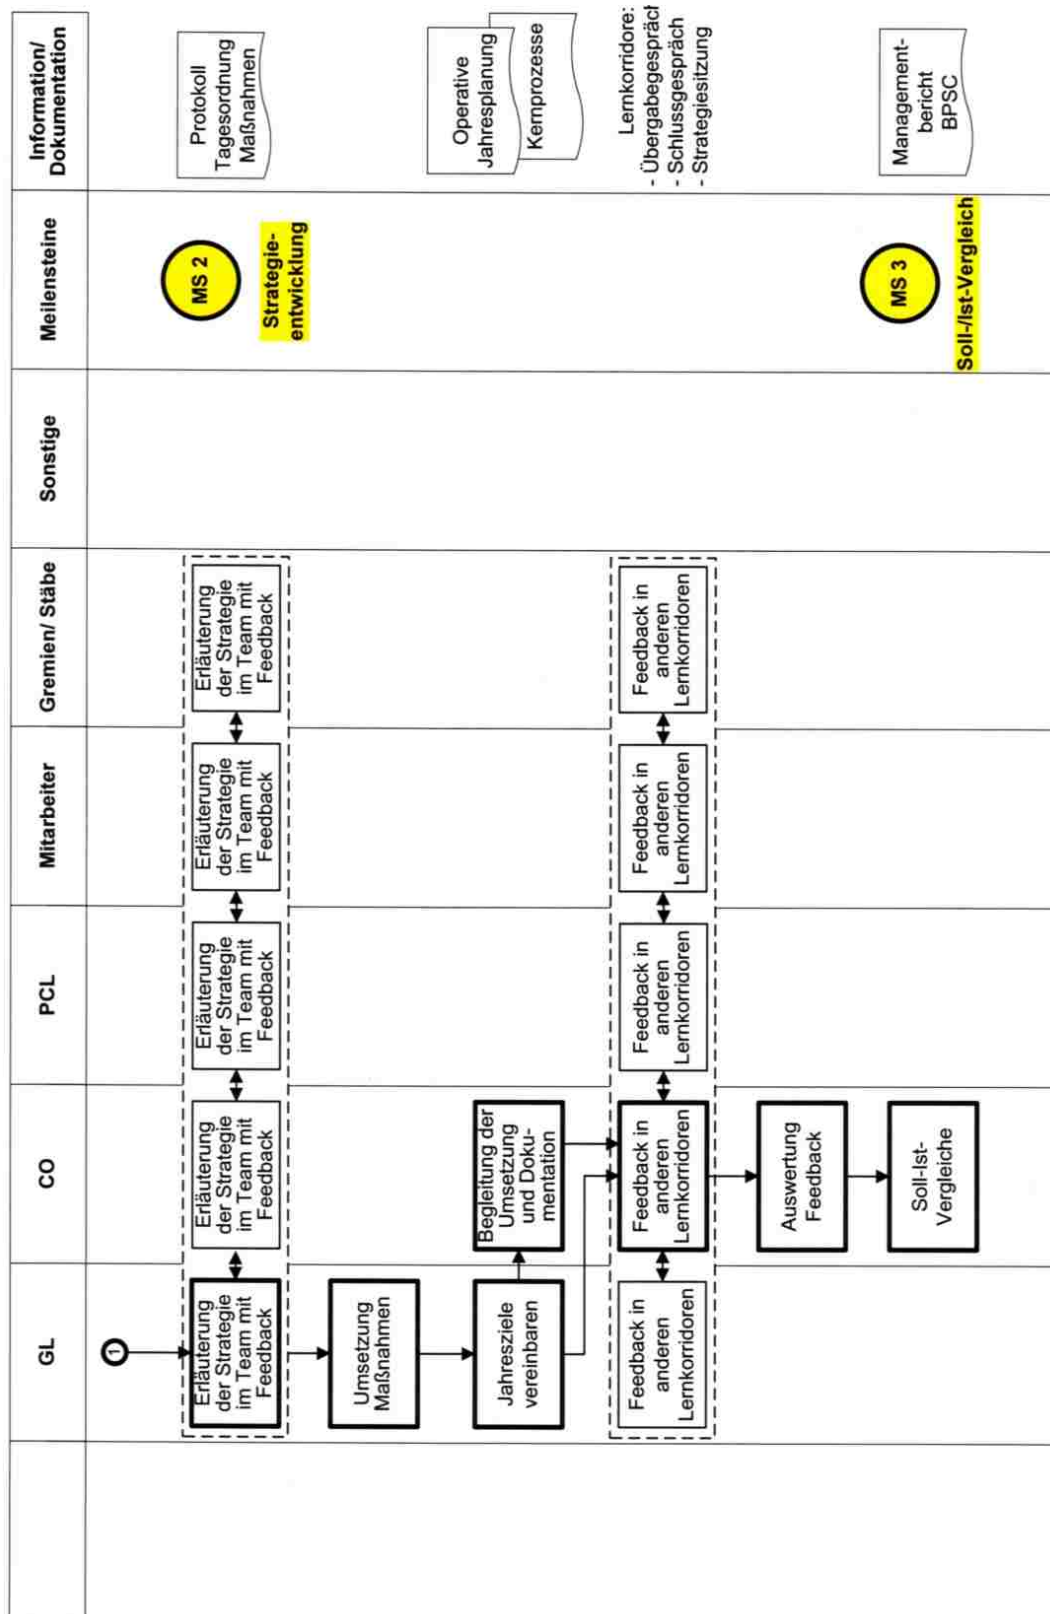 GL
CO
PCL
Mitarbeiter
Gremien/ Stäbe
Sonstige
Meilensteine
Information/
Dokumentation
1
Erläuterung
der Strategie
im Team mit
Feedback
Erläuterung
der Strategie
im Team mit
Feedback
Erläuterung
der Strategie
im Team mit
Feedback
Erläuterung
der Strategie
im Team mit
Feedback
Erläuterung
der Strategie
im Team mit
Feedback
MS 2
Strategie-
entwicklung
Protokoll
Tagesordnung
Maßnahmen
Umsetzung
Maßnahmen
Jahresziele
vereinbaren
Begleitung der
Umsetzung
und Doku-
mentation
Operative
Jahresplanung
Kernprozesse
Feedback in
anderen
Lernkorridoren
Feedback in
anderen
Lernkorridoren
Feedback in
anderen
Lernkorridoren
Feedback in
anderen
Lernkorridoren
Feedback in
anderen
Lernkorridoren
Lernkorridore:
- Übergabegespräch
- Schlussgespräch
- Strategiesitzung
Auswertung
Feedback
Soll-Ist-
Vergleiche
MS 3
Soll-/Ist-Vergleich
Management-
bericht
BPSC